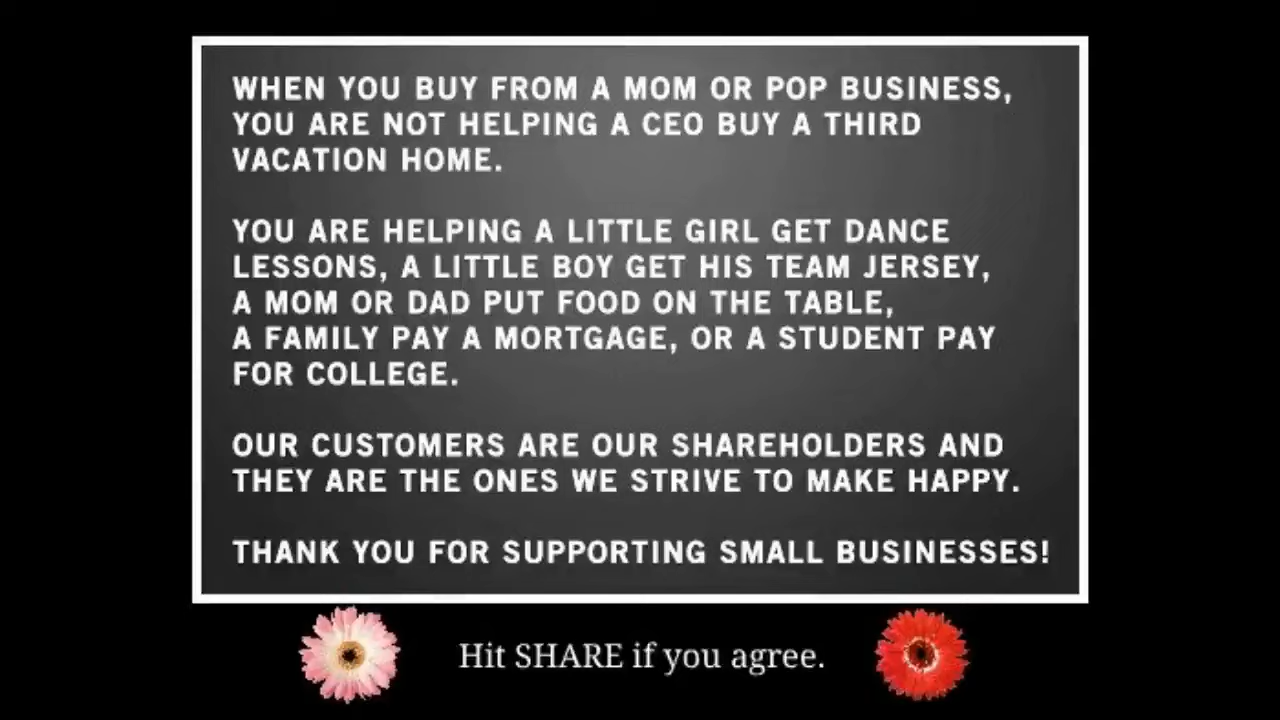 WHEN YOU BUY FROM A MOM OR POP BUSINESS,
YOU ARE NOT HELPING A CEO BUY A THIRD
VACATION HOME.
YOU ARE HELPING A LITTLE GIRL GET DANCE
LESSONS, A LITTLE BOY GET HIS TEAM JERSEY,
A MOM OR DAD PUT FOOD ON THE TABLE,
A FAMILY PAY A MORTGAGE, OR A STUDENT PAY
FOR COLLEGE.
OUR CUSTOMERS ARE OUR SHAREHOLDERS AND
THEY ARE THE ONES WE STRIVE TO MAKE HAPPY.
THANK YOU FOR SUPPORTING SMALL BUSINESSES!
Hit SHARE if you agree.